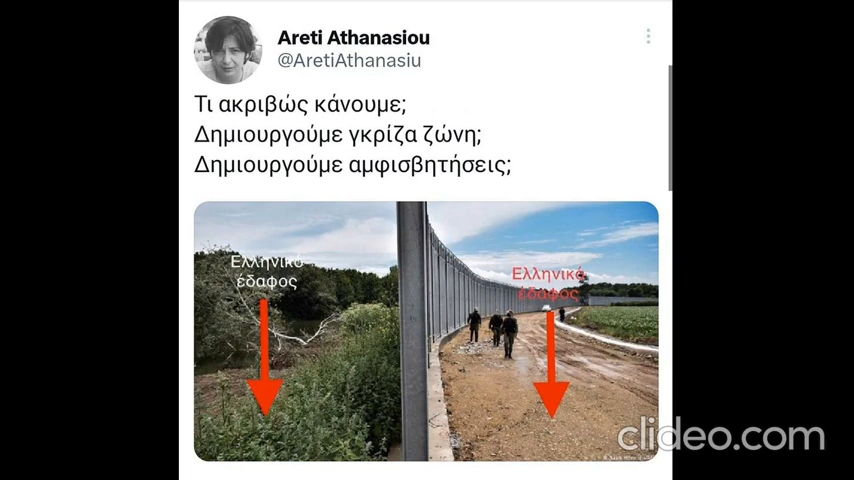 Areti Athanasiou
@AretiAthanasiu
Τι ακριβώς κάνουμε;
Δημιουργούμε γκρίζα ζώνη;
Δημιουργούμε αμφισβητήσεις;
Ελληνικό
έδαφος
Ελληνικό
έδαφος
clideo.com